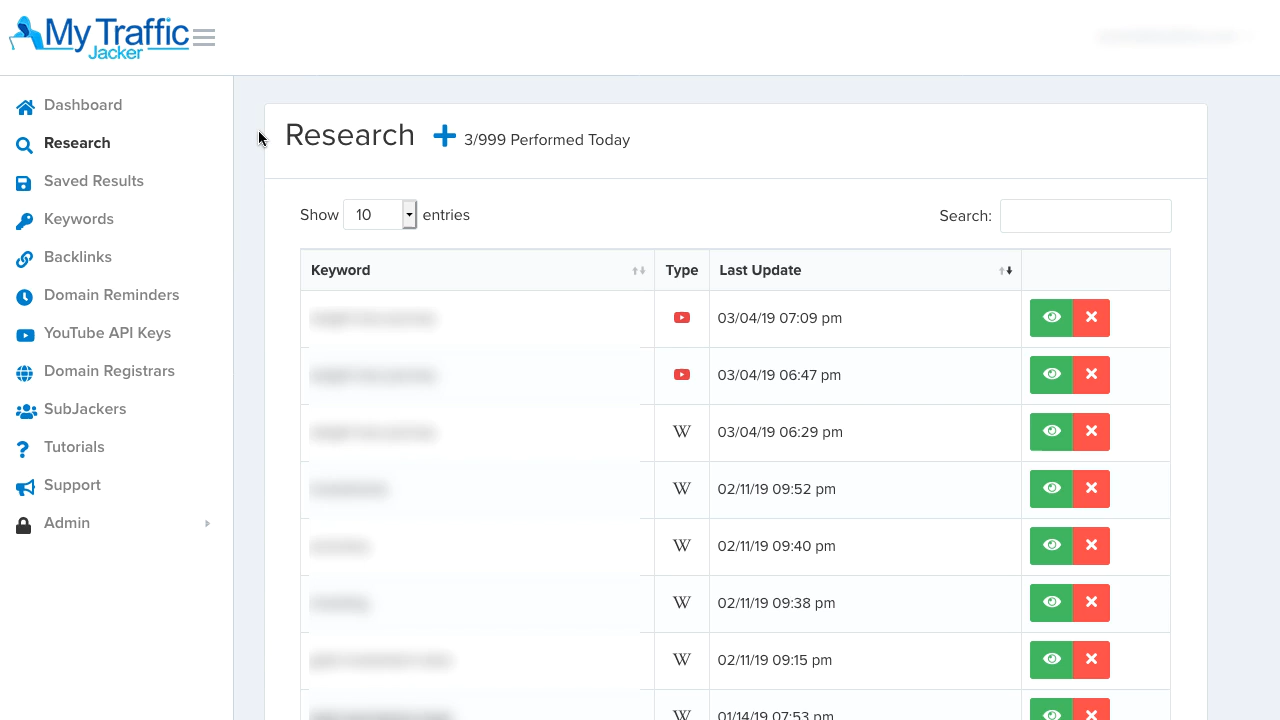 My Traffic
Jacker
Dashboard
Research
Saved Results
Keywords
Backlinks
Domain Reminders
YouTube API Keys
Domain Registrars
SubJackers
Tutorials
Support
Admin
Research 3/999 Performed Today
Show 10 entries Search:
Keyword Type Last Update
03/04/19 07:09 pm
03/04/19 06:47 pm
W 03/04/19 06:29 pm
W 02/11/19 09:52 pm
W 02/11/19 09:40 pm
W 02/11/19 09:38 pm
W 02/11/19 09:15 pm
W 01/14/19 07:53 pm